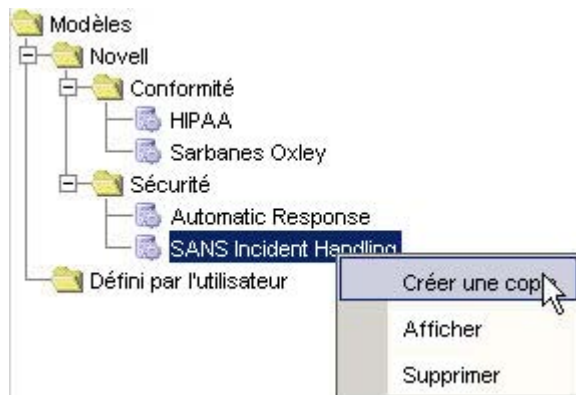 Modèles
Novell
Conformité
HIPAA
Sarbanes Oxley
Sécurité
Automatic Response
SANS Incident Handling
Défini par l'utilisateur
Créer une copie
Afficher
Supprimer